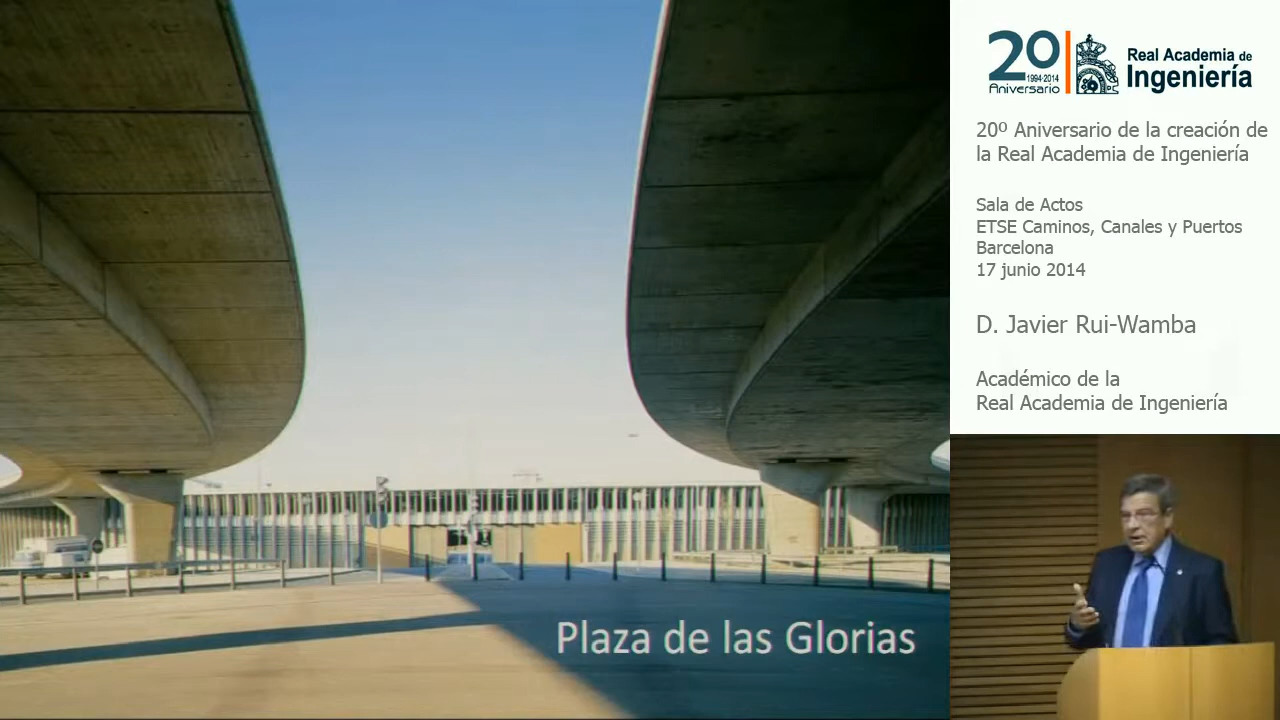 Plaza de las Glorias
20
1994-2014
Aniversario
Real Academia de
Ingeniería
20º Aniversario de la creación de
la Real Academia de Ingeniería
Sala de Actos
ETSE Caminos, Canales y Puertos
Barcelona
17 junio 2014
D. Javier Rui-Wamba
Académico de la
Real Academia de Ingeniería